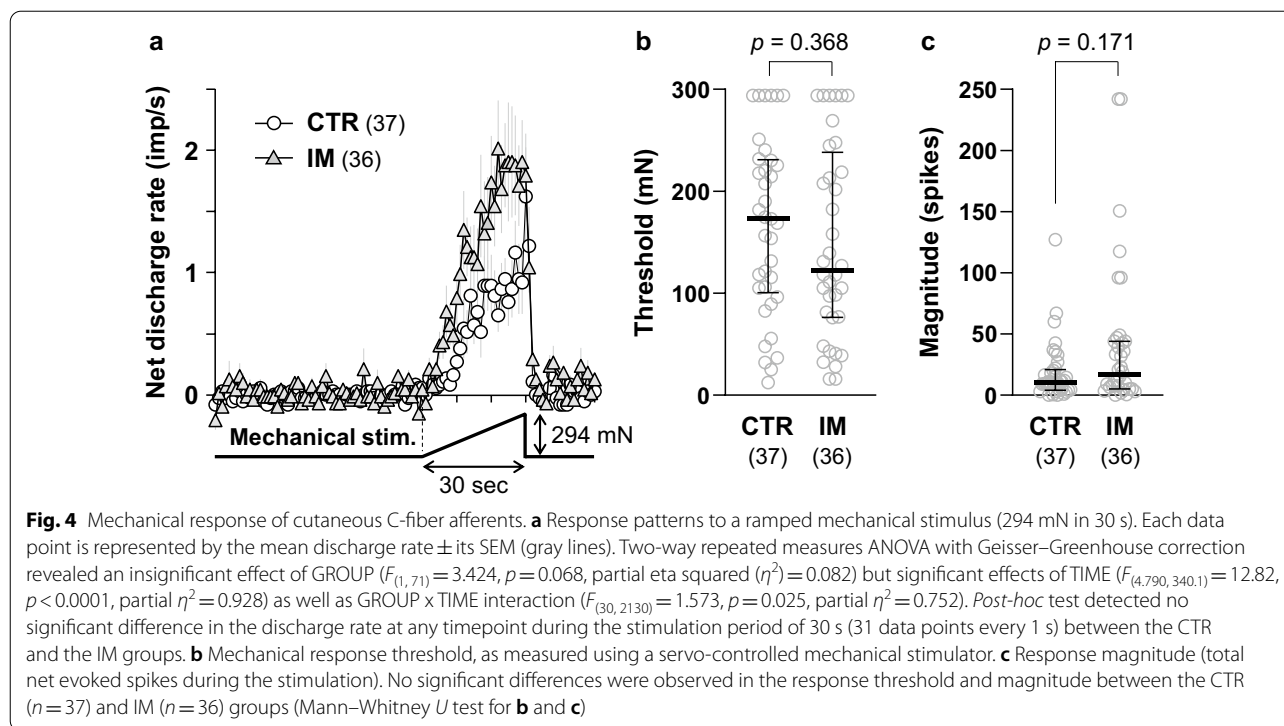 a
Net discharge rate (imp/s)
2
1
0
CTR (37)
IM (36)
Mechanical stim.
294 mN
30 sec
b
p = 0.368
Threshold (mN)
300
200
100
0
CTR
(37)
IM
(36)
c
p = 0.171
Magnitude (spikes)
250
200
150
100
50
0
CTR
(37)
IM
(36)
Fig. 4 Mechanical response of cutaneous C-fiber afferents. a Response patterns to a ramped mechanical stimulus (294 mN in 30 s). Each data
point is represented by the mean discharge rate ± its SEM (gray lines). Two-way repeated measures ANOVA with Geisser–Greenhouse correction
revealed an insignificant effect of GROUP (F(1, 71) = 3.424, p = 0.068, partial eta squared (η²) = 0.082) but significant effects of TIME (F(4.790, 340.1) = 12.82,
p < 0.0001, partial η² = 0.928) as well as GROUP x TIME interaction (F(30, 2130) = 1.573, p = 0.025, partial η² = 0.752). Post-hoc test detected no
significant difference in the discharge rate at any timepoint during the stimulation period of 30 s (31 data points every 1 s) between the CTR
and the IM groups. b Mechanical response threshold, as measured using a servo-controlled mechanical stimulator. c Response magnitude (total
net evoked spikes during the stimulation). No significant differences were observed in the response threshold and magnitude between the CTR
(n = 37) and IM (n = 36) groups (Mann–Whitney U test for b and c)